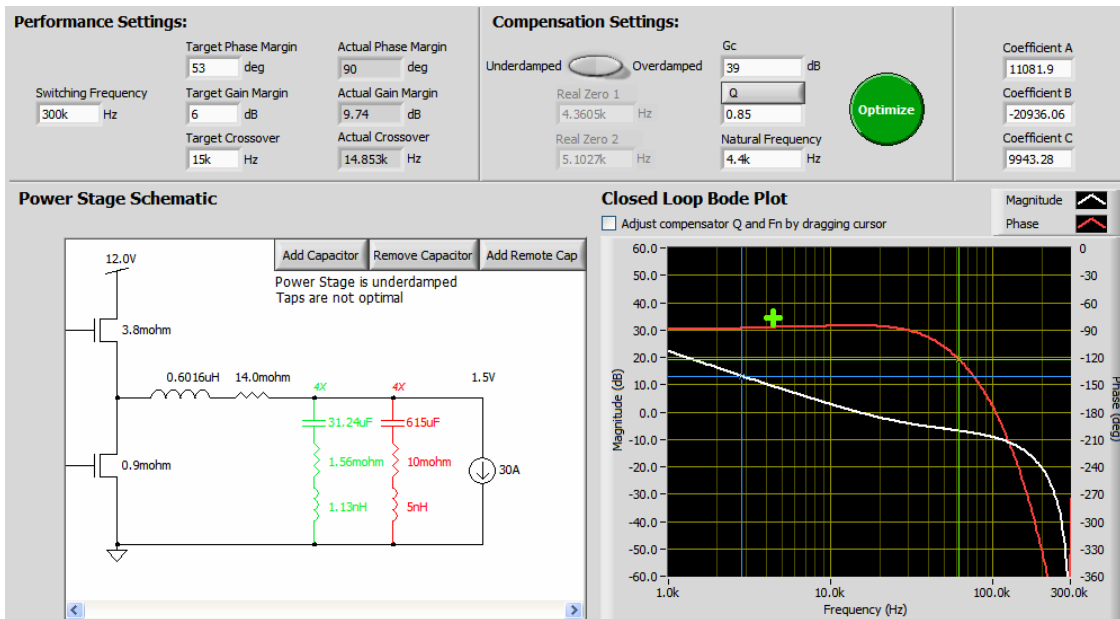 Performance Settings:
Target Phase Margin
53 deg
Actual Phase Margin
90 deg
Switching Frequency
300k Hz
Target Gain Margin
6 dB
Actual Gain Margin
9.74 dB
Target Crossover
15k Hz
Actual Crossover
14.853k Hz
Compensation Settings:
Underdamped Overdamped
Real Zero 1
4.3605k Hz
Real Zero 2
5.1027k Hz
Gc
39 dB
Q
0.85
Natural Frequency
4.4k Hz
Optimize
Coefficient A
11081.9
Coefficient B
-20936.06
Coefficient C
9943.28
Power Stage Schematic
Add Capacitor Remove Capacitor Add Remote Cap
Power Stage is underdamped
Taps are not optimal
12.0V
3.8mohm
0.6016uH 14.0mohm
4X 4X 1.5V
31.24uF 615uF
0.9mohm 1.56mohm 10mohm 30A
1.13nH 5nH
Closed Loop Bode Plot
Adjust compensator Q and Fn by dragging cursor
Magnitude
Phase
60.0 0
50.0 -30
40.0 -60
30.0 -90
20.0 -120
10.0 -150
0.0 -180
-10.0 -210
-20.0 -240
-30.0 -270
-40.0 -300
-50.0 -330
-60.0 -360
Magnitude (dB)
Phase (deg)
1.0k 10.0k 100.0k 300.0k
Frequency (Hz)